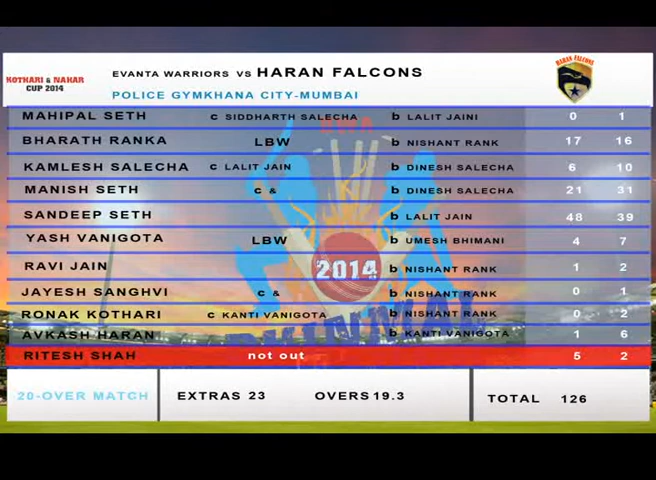 KOTHARI & NAHAR
CUP 2014
EVANTA WARRIORS VS HARAN FALCONS
POLICE GYMKHANA CITY-MUMBAI
HARAN FALCONS
MAHIPAL SETH c SIDDHARTH SALECHA b LALIT JAINI 0 1
BHARATH RANKA LBW b NISHANT RANK 17 16
KAMLESH SALECHA c LALIT JAIN b DINESH SALECHA 6 10
MANISH SETH c & b DINESH SALECHA 21 31
SANDEEP SETH b LALIT JAIN 48 39
YASH VANIGOTA LBW b UMESH BHIMANI 4 7
RAVI JAIN b NISHANT RANK 1 2
2014
JAYESH SANGHVI c & b NISHANT RANK 0 1
RONAK KOTHARI c KANTI VANIGOTA b NISHANT RANK 0 2
AVKASH HARAN b KANTI VANIGOTA 1 6
RITESH SHAH not out 5 2
20-OVER MATCH EXTRAS 23 OVERS 19.3 TOTAL 126